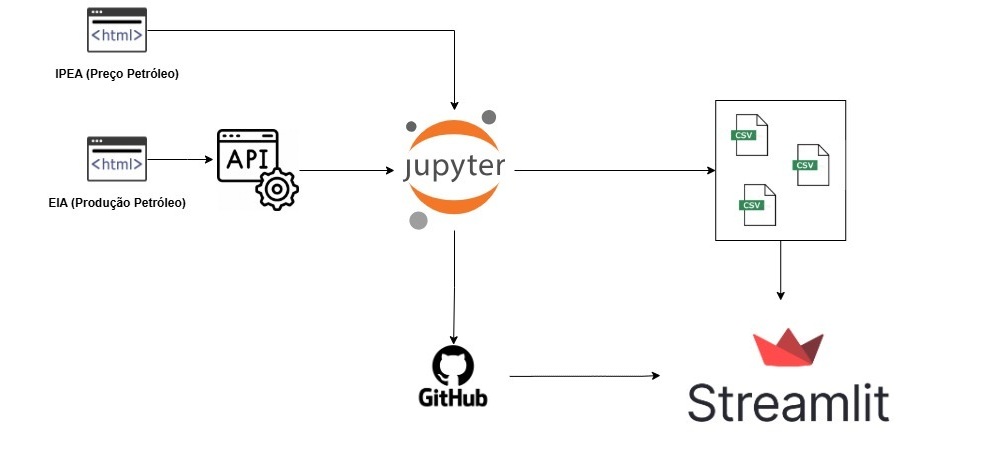 <html>
IPEA (Preço Petróleo)
<html>
API
EIA (Produção Petróleo)
jupyter
CSV
CSV
CSV
GitHub
Streamlit